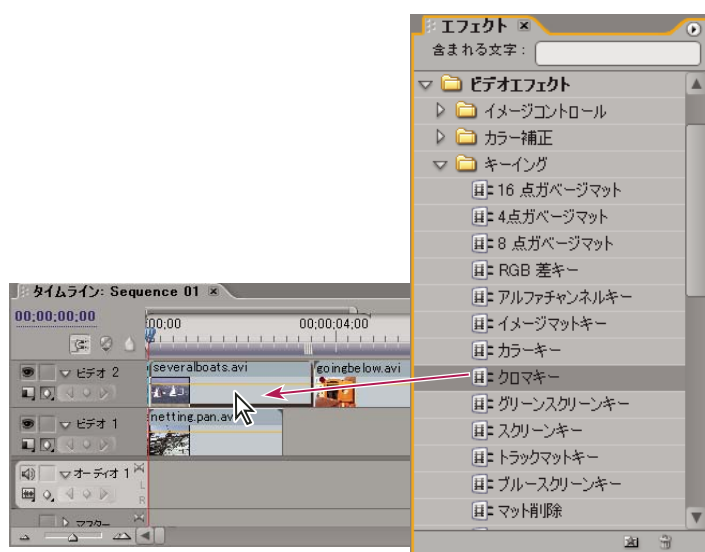 エフェクト
含まれる文字：
ビデオエフェクト
イメージコントロール
カラー補正
キーイング
16 点ガベージマット
4点ガベージマット
8 点ガベージマット
RGB 差キー
アルファチャンネルキー
イメージマットキー
カラーキー
クロマキー
グリーンスクリーンキー
スクリーンキー
トラックマットキー
ブルースクリーンキー
マット削除
タイムライン: Sequence 01
00;00;00;00
00;00
00;00;04;00
ビデオ 2
severalboats.avi
goingbelow.avi
ビデオ 1
netting.pan.av
オーディオ 1
L
R
マスター